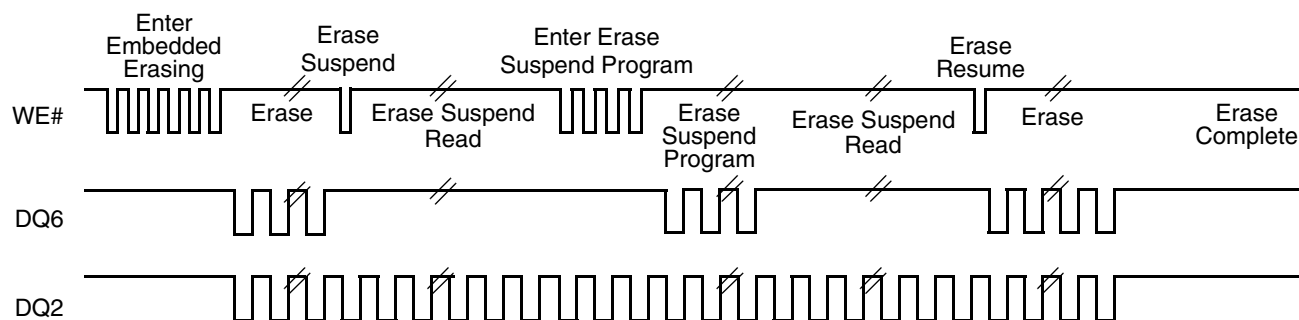 Enter
Embedded
Erasing
Erase
Suspend
Enter Erase
Suspend Program
Erase
Resume
WE#
Erase
Erase Suspend
Read
Erase
Suspend
Program
Erase Suspend
Read
Erase
Erase
Complete
DQ6
DQ2